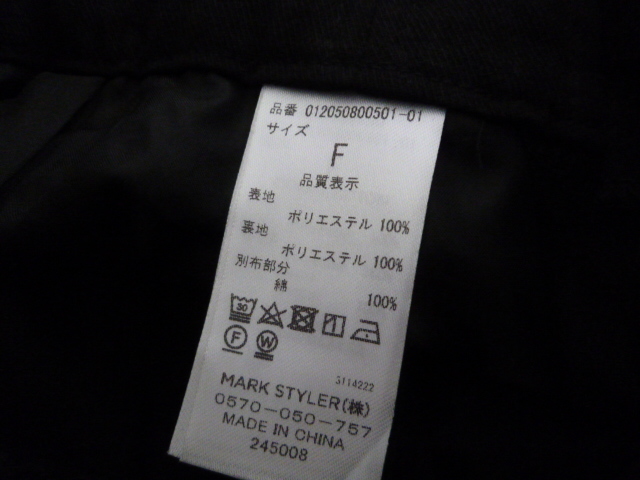 品番 012050800501-01
サイズ
F
品質表示
表地
ポリエステル 100%
裏地
ポリエステル 100%
別布部分
綿 100%
30
F W
3114222
MARK STYLER(株)
0570-050-757
MADE IN CHINA
245008